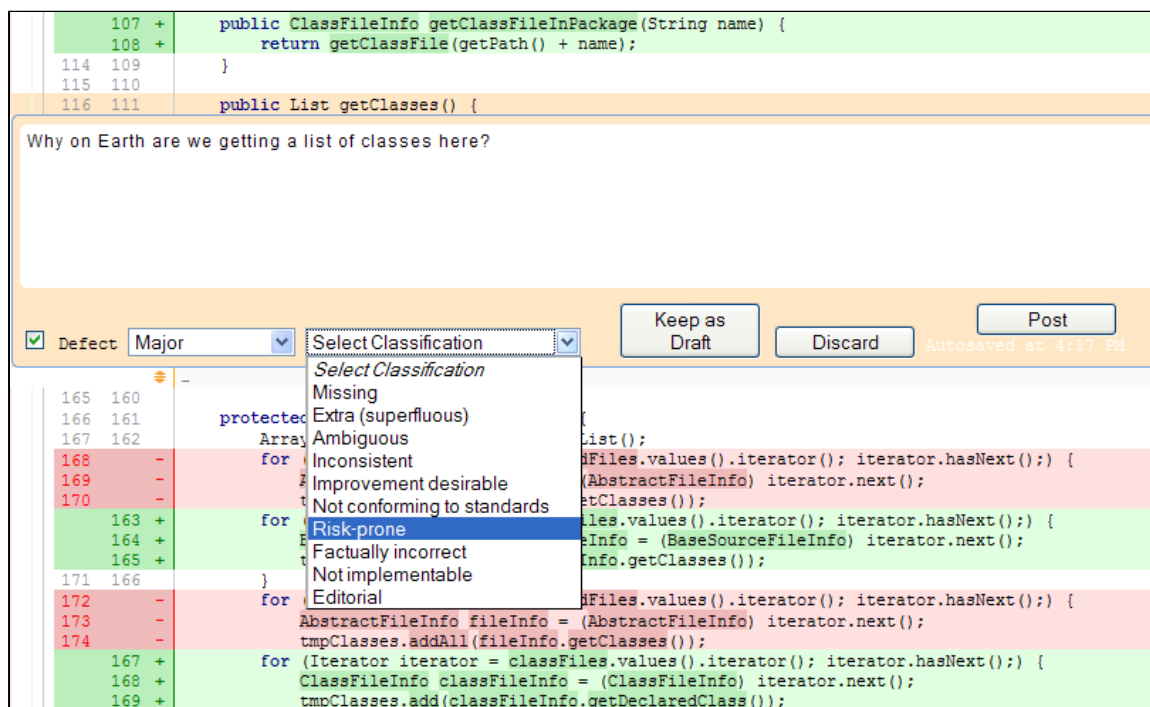 107 + public ClassFileInfo getClassFileInPackage(String name) {
108 + return getClassFile(getPath() + name);
114 109 }
115 110
116 111 public List getClasses() {
Why on Earth are we getting a list of classes here?
Defect Major Select Classification Keep as Draft Discard Post
Autosaved at 4:17 PM
Select Classification
Missing
Extra (superfluous)
Ambiguous
Inconsistent
Improvement desirable
Not conforming to standards
Risk-prone
Factually incorrect
Not implementable
Editorial
…
165 160
166 161 protected {
167 162 Array List();
168 - for ( dFiles.values().iterator(); iterator.hasNext();) {
169 - (AbstractFileInfo) iterator.next();
170 - t etClasses());
163 + for ( iles.values().iterator(); iterator.hasNext();) {
164 + eInfo = (BaseSourceFileInfo) iterator.next();
165 + t Info.getClasses());
171 166 }
172 - for ( dFiles.values().iterator(); iterator.hasNext();) {
173 - AbstractFileInfo fileInfo = (AbstractFileInfo) iterator.next();
174 - tmpClasses.addAll(fileInfo.getClasses());
167 + for (Iterator iterator = classFiles.values().iterator(); iterator.hasNext();) {
168 + ClassFileInfo classFileInfo = (ClassFileInfo) iterator.next();
169 + tmpClasses.add(classFileInfo.getDeclaredClass());